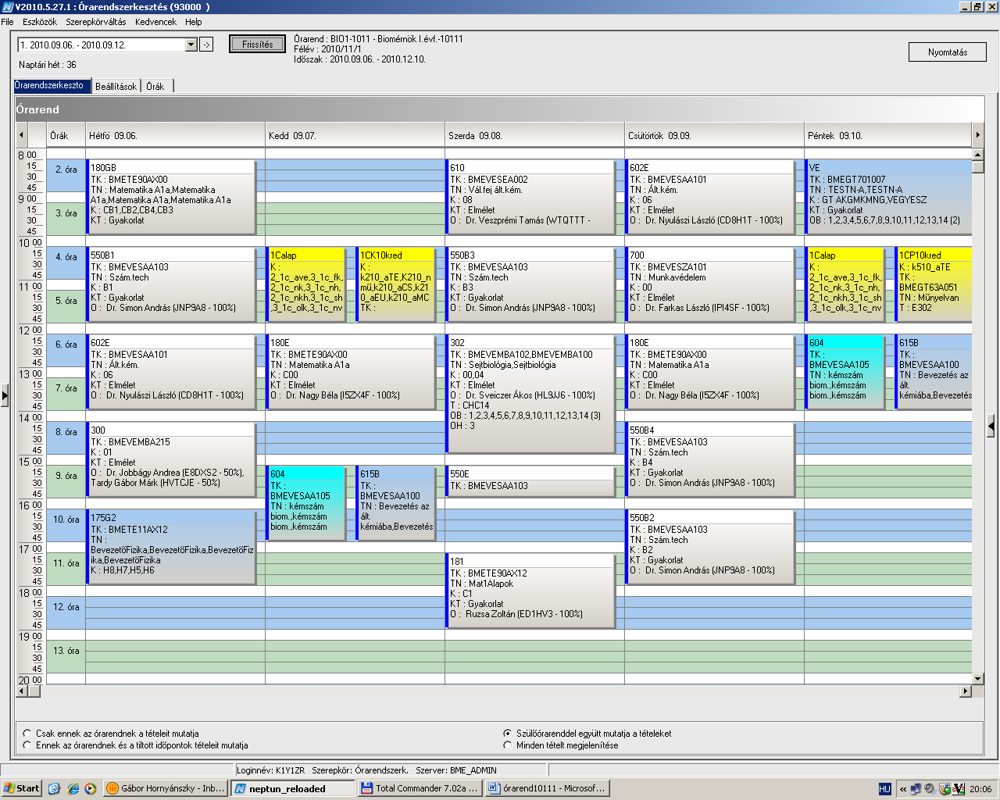 V2010.5.27.1 : Órarendszerkesztés (93000  )
File Eszközök Szerepkörváltás Kedvencek Help
1. 2010.09.06. - 2010.09.12.
->
Frissítés
Órarend : BIO1-1011 - Biomérnök I.évf.-10111
Félév : 2010/11/1
Időszak : 2010.09.06. - 2010.12.10.
Nyomtatás
Naptári hét : 36
Órarendszerkeszto Beállítások Órák
Órarend
Órák Hétfő 09.06. Kedd 09.07. Szerda 09.08. Csütörtök 09.09. Péntek 09.10.
8 00
15
30
45
9 00
15
30
45
10 00
15
30
45
11 00
15
30
45
12 00
15
30
45
13 00
15
30
45
14 00
15
30
45
15 00
15
30
45
16 00
15
30
45
17 00
15
30
45
18 00
15
30
45
19 00
15
30
45
20 00
2. óra
3. óra
4. óra
5. óra
6. óra
7. óra
8. óra
9. óra
10. óra
11. óra
12. óra
13. óra
180GB
TK : BMETE90AX00
TN : Matematika A1a,Matematika
A1a,Matematika A1a,Matematika A1a
K : CB1,CB2,CB4,CB3
KT : Gyakorlat
550B1
TK : BMEVESAA103
TN : Szám.tech
K : B1
KT : Gyakorlat
O :  Dr. Simon András (JNP9A8 - 100%)
602E
TK : BMEVESAA101
TN : Ált.kém.
K : 06
KT : Elmélet
O :  Dr. Nyulászi László (CD8H1T - 100%)
300
TK : BMEVEMBA215
K : 01
KT : Elmélet
O :  Dr. Jobbágy Andrea (E8DXS2 - 50%),
Tardy Gábor Márk (HVTCJE - 50%)
175G2
TK : BMETE11AX12
TN :
BevezetőFizika,BevezetőFizika,BevezetőFiz
ika,BevezetőFizika
K : H8,H7,H5,H6
1Calap
K :
2_1c_ave,3_1c_fk,
2_1c_nk,3_1c_nh,
2_1c_nkh,3_1c_sh
,3_1c_olk,3_1c_nv
1CK10kred
K :
k210_aTE,K210_n
mü,k210_aCS,k21
0_aEU,k210_aMC
TK :
180E
TK : BMETE90AX00
TN : Matematika A1a
K : C00
KT : Elmélet
O :  Dr. Nagy Béla (I5ZX4F - 100%)
604
TK :
BMEVESAA105
TN : kémszám
biom.,kémszám
biom.,kémszám
615B
TK :
BMEVESAA100
TN : Bevezetés az
ált.
kémiába,Bevezetés
610
TK : BMEVESEA002
TN : Vál.fej ált.kém.
K : 08
KT : Elmélet
O :  Dr. Veszprémi Tamás (WTQTTT -
550B3
TK : BMEVESAA103
TN : Szám.tech
K : B3
KT : Gyakorlat
O :  Dr. Simon András (JNP9A8 - 100%)
302
TK : BMEVEMBA102,BMEVEMBA100
TN : Sejtbiológia,Sejtbiológia
K : 00,04
KT : Elmélet
O :  Dr. Sveiczer Ákos (HL9JJ6 - 100%)
T : CHC14
OB : 1,2,3,4,5,6,7,8,9,10,11,12,13,14 (3)
OH : 3
550E
TK : BMEVESAA103
181
TK : BMETE90AX12
TN : Mat1Alapok
K : C1
KT : Gyakorlat
O :  Ruzsa Zoltán (ED1HV3 - 100%)
602E
TK : BMEVESAA101
TN : Ált.kém.
K : 06
KT : Elmélet
O :  Dr. Nyulászi László (CD8H1T - 100%)
700
TK : BMEVESZA101
TN : Munkavédelem
K : 00
KT : Elmélet
O :  Dr. Farkas László (IPI4SF - 100%)
180E
TK : BMETE90AX00
TN : Matematika A1a
K : C00
KT : Elmélet
O :  Dr. Nagy Béla (I5ZX4F - 100%)
550B4
TK : BMEVESAA103
TN : Szám.tech
K : B4
KT : Gyakorlat
O :  Dr. Simon András (JNP9A8 - 100%)
550B2
TK : BMEVESAA103
TN : Szám.tech
K : B2
KT : Gyakorlat
O :  Dr. Simon András (JNP9A8 - 100%)
VE
TK : BMEGT701007
TN : TESTN-A,TESTN-A
K : GT AKGMKMNG,VEGYESZ
KT : Gyakorlat
OB : 1,2,3,4,5,6,7,8,9,10,11,12,13,14 (2)
1Calap
K :
2_1c_ave,3_1c_fk,
2_1c_nk,3_1c_nh,
2_1c_nkh,3_1c_sh
,3_1c_olk,3_1c_nv
1CP10kred
K : k510_aTE
TK :
BMEGT63A051
TN : Műnyelvan
T : E302
604
TK :
BMEVESAA105
TN : kémszám
biom.,kémszám
biom.,kémszám
615B
TK :
BMEVESAA100
TN : Bevezetés az
ált.
kémiába,Bevezetés
Csak ennek az órarendnek a tételeit mutatja
Ennek az órarendnek és a tiltott időpontok tételeit mutatja
Szülőórarenddel együtt mutatja a tételeket
Minden tételt megjelenítése
Loginnév: K1Y1ZR Szerepkör: Órarendszerk. Szerver: BME_ADMIN
Start Gábor Hornyánszky - Inb... neptun_reloaded Total Commander 7.02a ... órarend10111 - Microsof... HU « 20:06